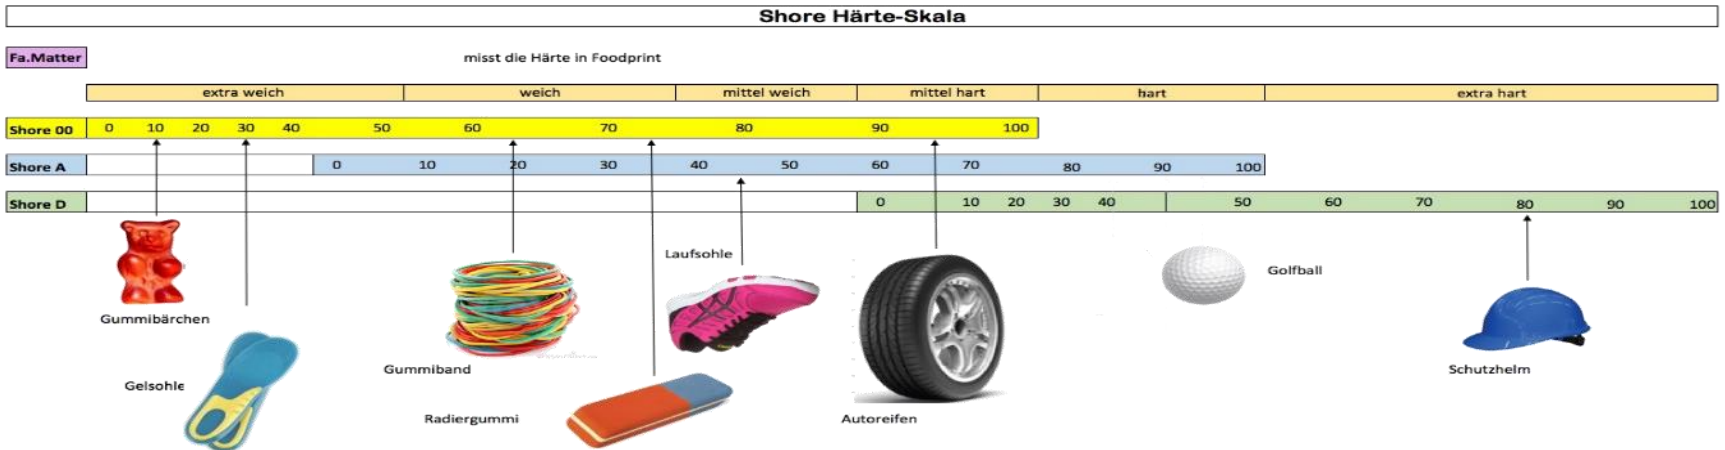 Shore Härte-Skala
Fa.Matter misst die Härte in Foodprint
extra weich weich mittel weich mittel hart hart extra hart
Shore 00 0 10 20 30 40 50 60 70 80 90 100
Shore A 0 10 20 30 40 50 60 70 80 90 100
Shore D 0 10 20 30 40 50 60 70 80 90 100
Laufsohle
Golfball
Gummibärchen
Gummiband
Schutzhelm
Gelsohle
Radiergummi
Autoreifen